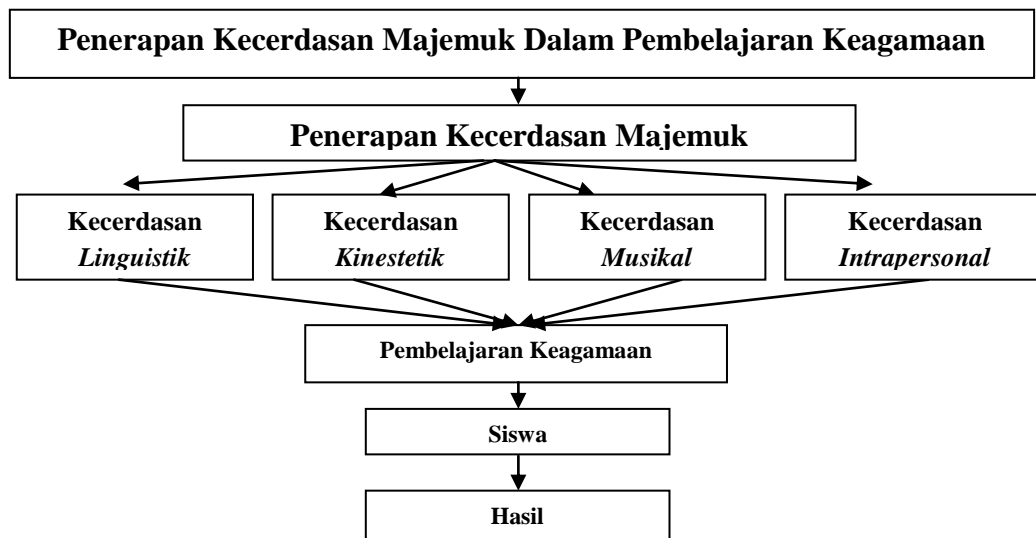 Penerapan Kecerdasan Majemuk Dalam Pembelajaran Keagamaan
Penerapan Kecerdasan Majemuk
Kecerdasan
Linguistik
Kecerdasan
Kinestetik
Kecerdasan
Musikal
Kecerdasan
Intrapersonal
Pembelajaran Keagamaan
Siswa
Hasil